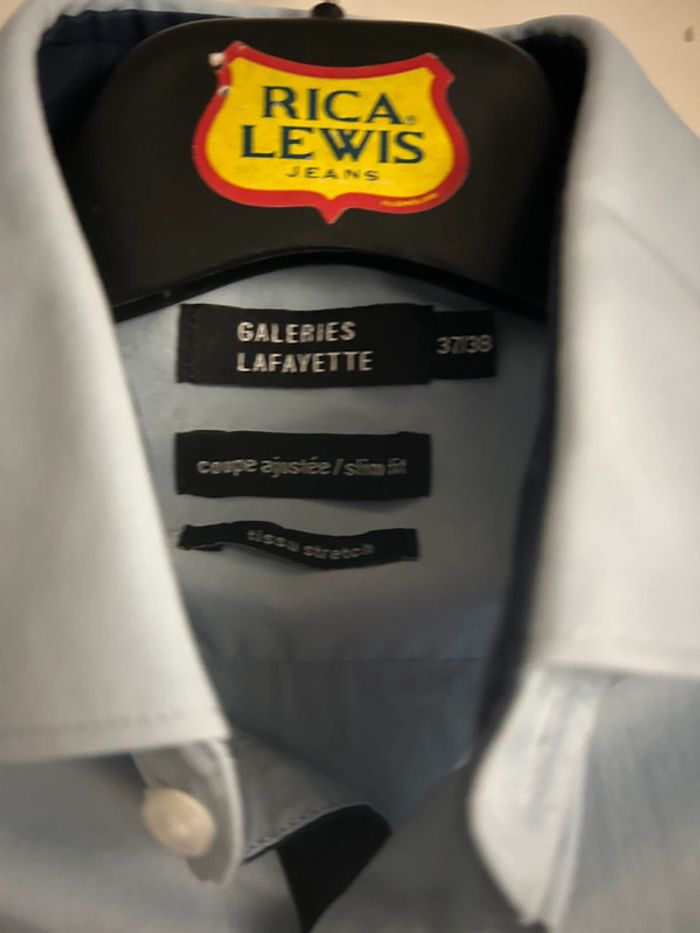 RICA
LEWIS
JEANS
GALERIES
LAFAYETTE
37/38
coupe ajustée / slim fit
tissu stretch